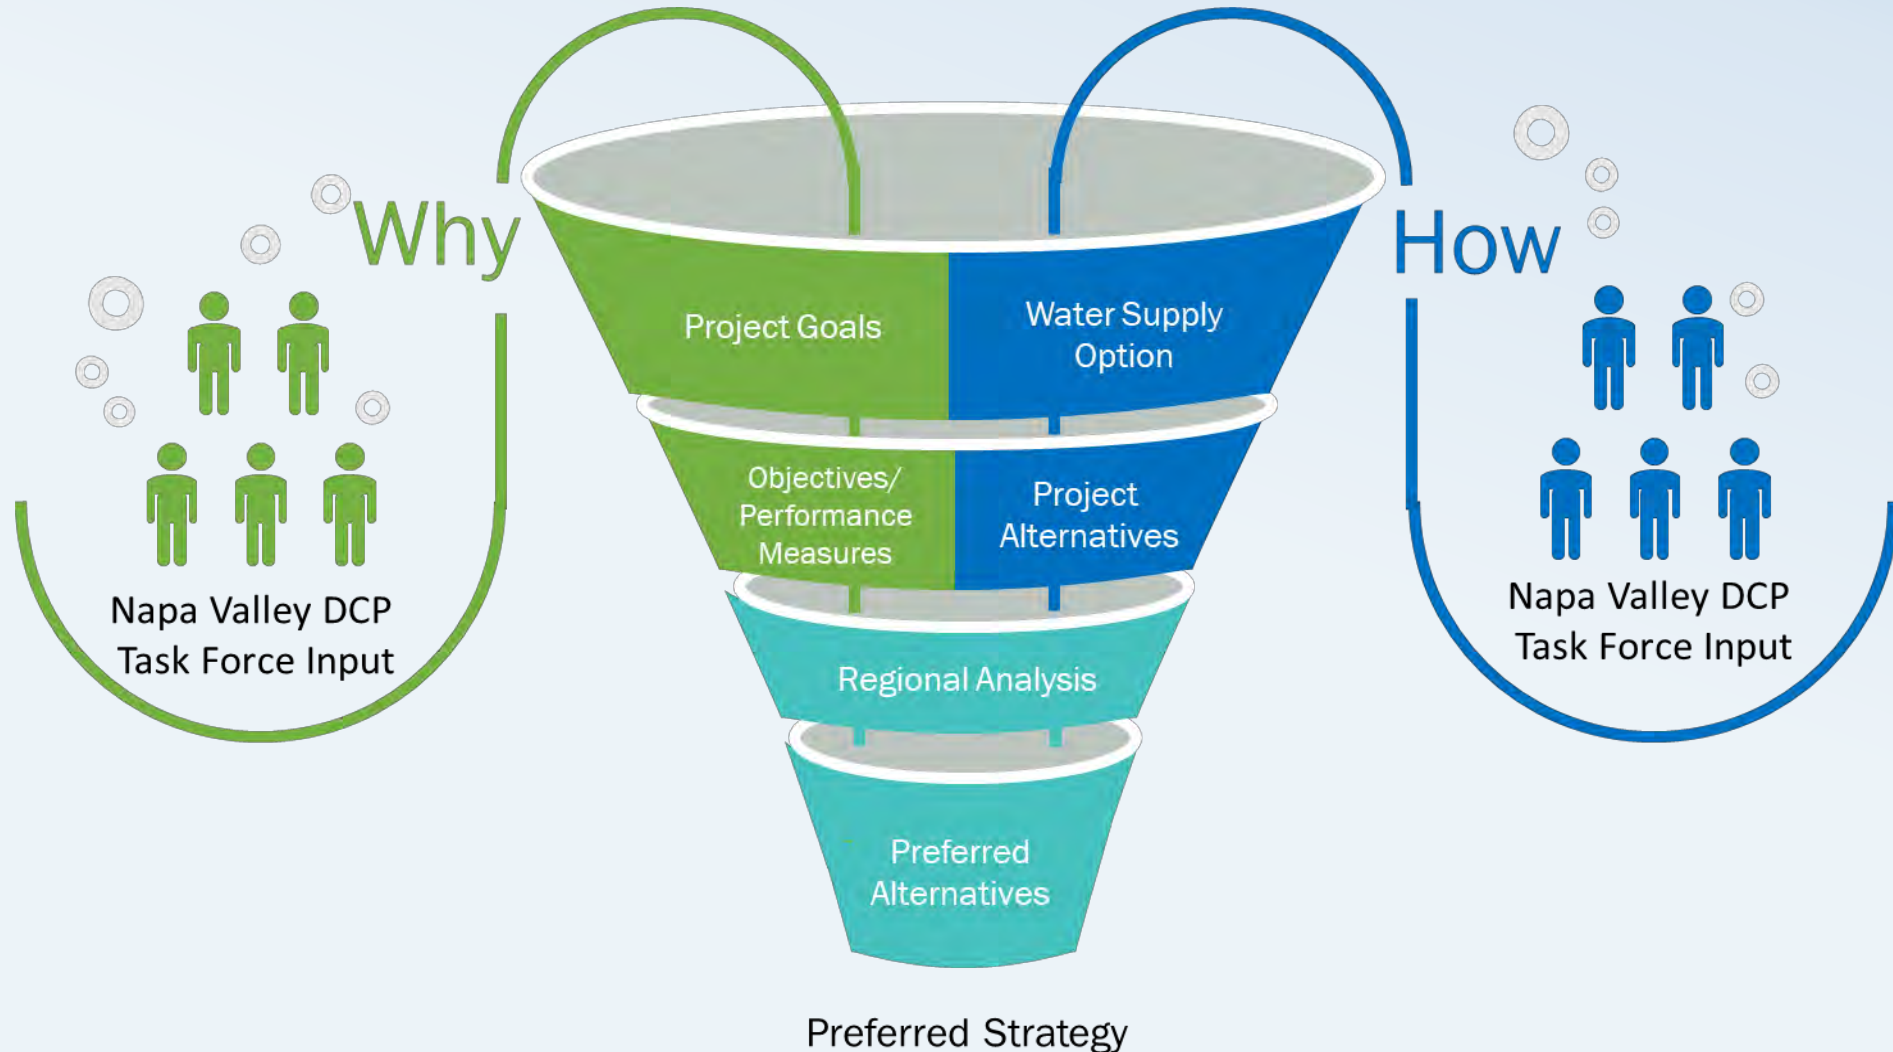 Why
How
Project Goals
Water Supply
Option
Objectives/
Performance
Measures
Project
Alternatives
Napa Valley DCP
Task Force Input
Napa Valley DCP
Task Force Input
Regional Analysis
Preferred
Alternatives
Preferred Strategy